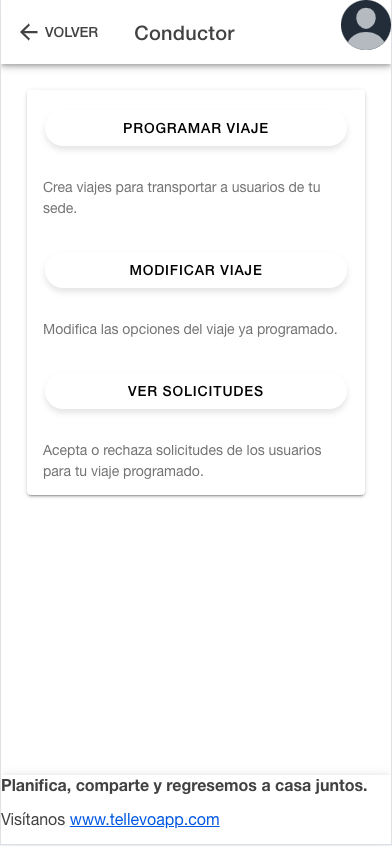 VOLVER Conductor
PROGRAMAR VIAJE
Crea viajes para transportar a usuarios de tu
sede.
MODIFICAR VIAJE
Modifica las opciones del viaje ya programado.
VER SOLICITUDES
Acepta o rechaza solicitudes de los usuarios
para tu viaje programado.
Planifica, comparte y regresemos a casa juntos.
Visítanos www.tellevoapp.com